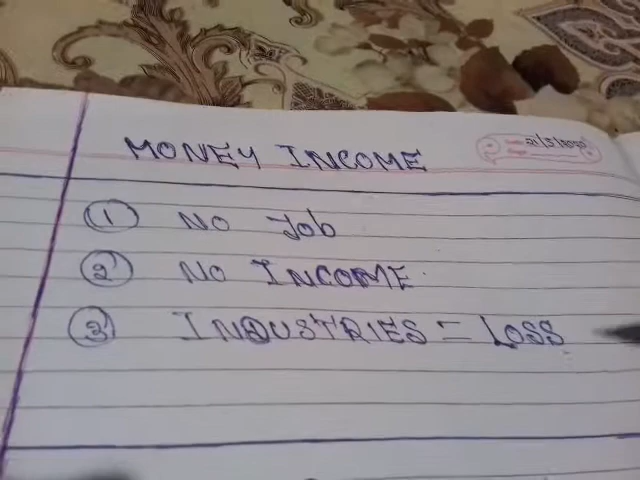 MONEY INCOME
1 NO Job
2 NO INCOME
3 INDUSTRIES = LOSS